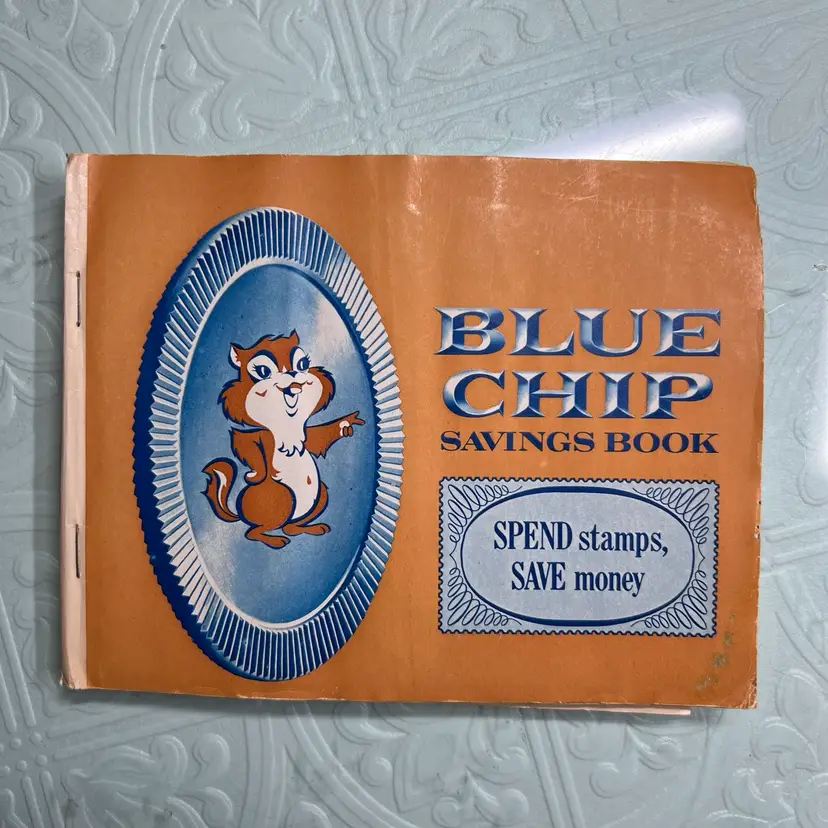 BLUE
CHIP
SAVINGS BOOK
SPEND stamps,
SAVE money